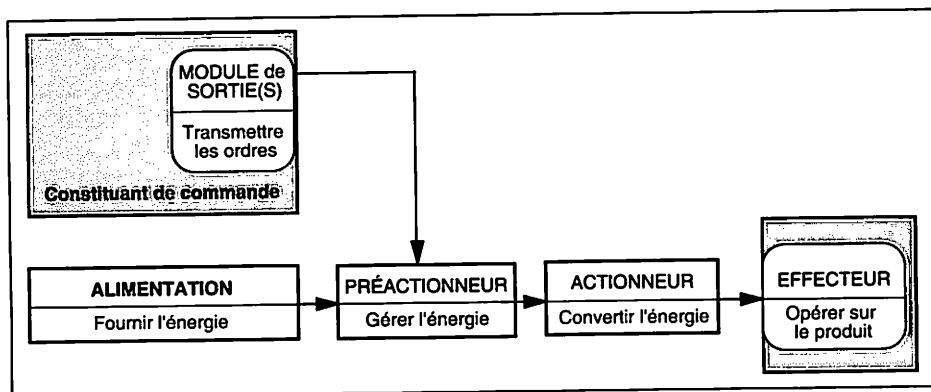 MODULE de
SORTIE(S)
Transmettre
les ordres
Constituant de commande
ALIMENTATION
Fournir l'énergie
PRÉACTIONNEUR
Gérer l'énergie
ACTIONNEUR
Convertir l'énergie
EFFECTEUR
Opérer sur
le produit